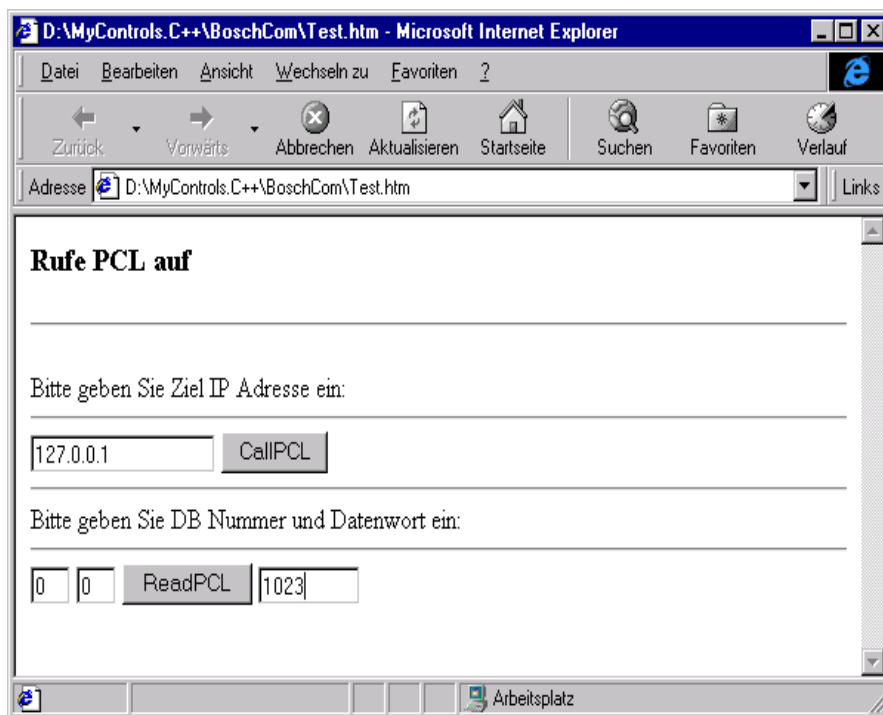 D:\MyControls.C++\BoschCom\Test.htm - Microsoft Internet Explorer
Datei Bearbeiten Ansicht Wechseln zu Favoriten ?
Zurück Vorwärts Abbrechen Aktualisieren Startseite Suchen Favoriten Verlauf
Adresse D:\MyControls.C++\BoschCom\Test.htm Links
Rufe PCL auf
Bitte geben Sie Ziel IP Adresse ein:
127.0.0.1 CallPCL
Bitte geben Sie DB Nummer und Datenwort ein:
0 0 ReadPCL 1023
Arbeitsplatz